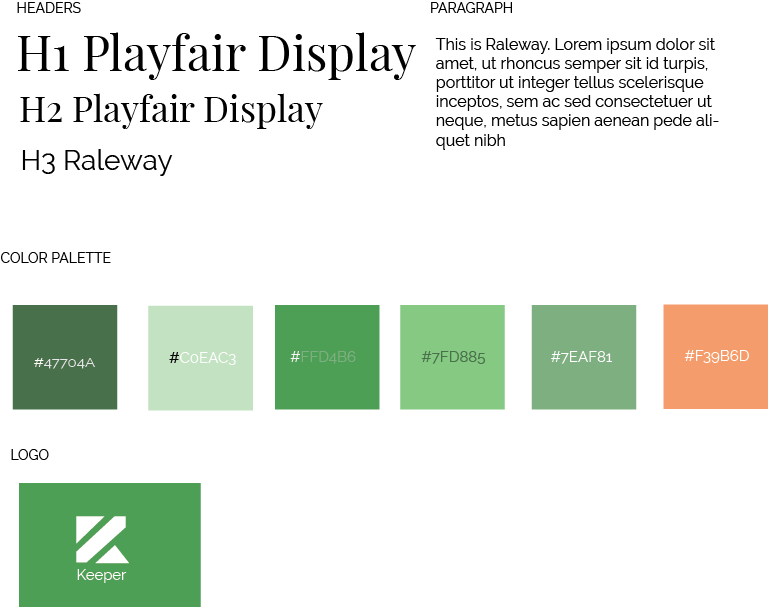 HEADERS
H1 Playfair Display
H2 Playfair Display
H3 Raleway
PARAGRAPH
This is Raleway. Lorem ipsum dolor sit
amet, ut rhoncus semper sit id turpis,
porttitor ut integer tellus scelerisque
inceptos, sem ac sed consectetuer ut
neque, metus sapien aenean pede ali-
quet nibh
COLOR PALETTE
#47704A
#C0EAC3
#FFD4B6
#7FD885
#7EAF81
#F39B6D
LOGO
Keeper